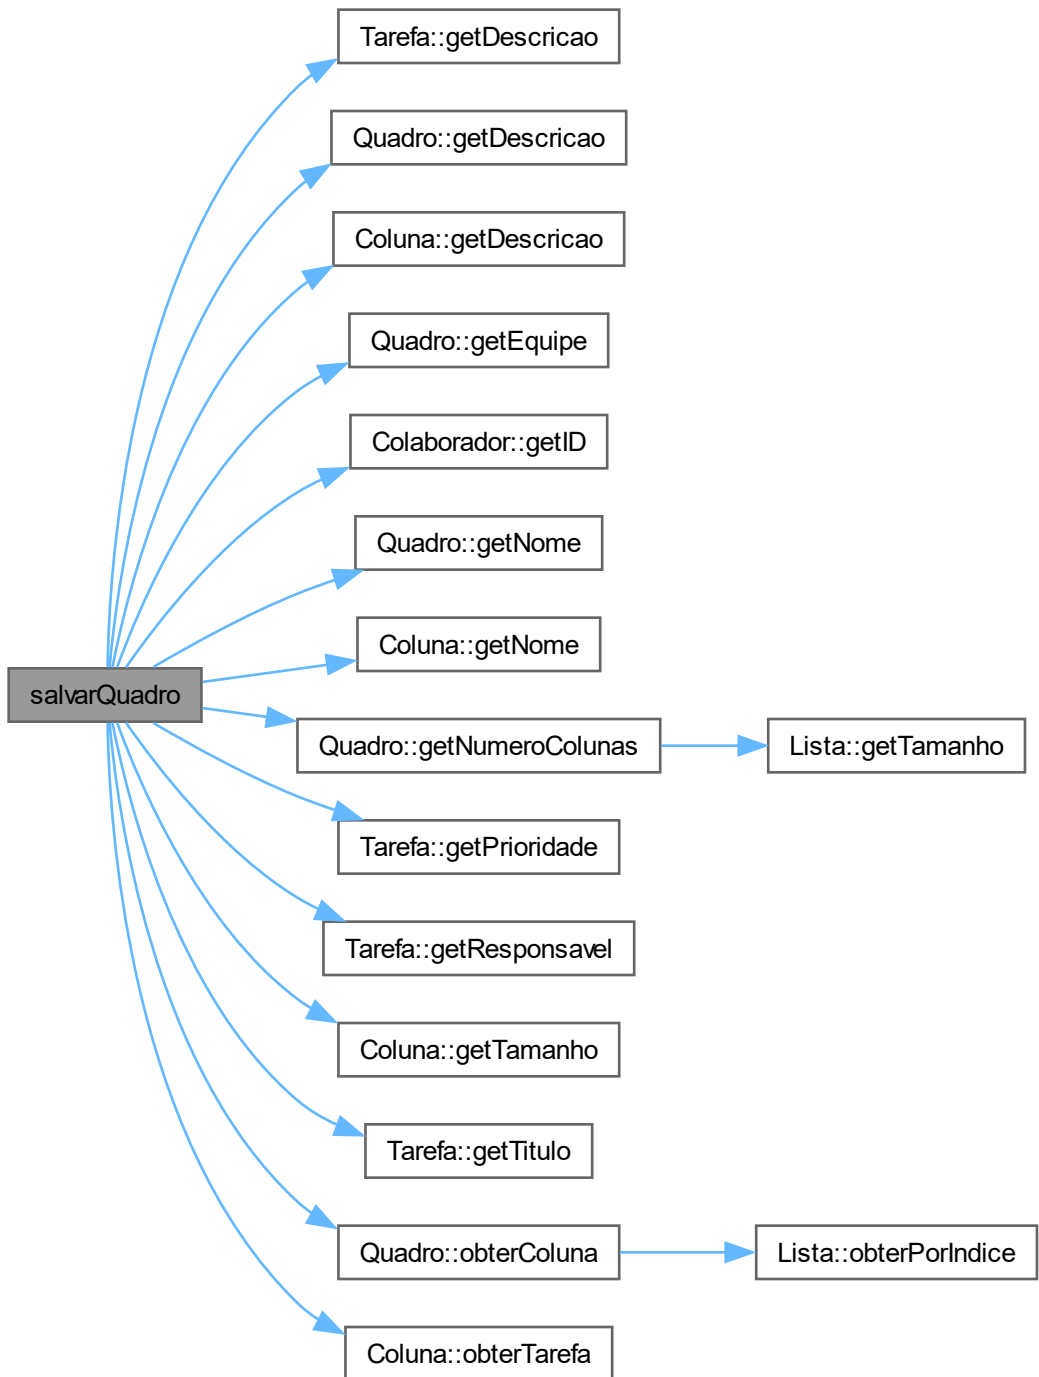 Tarefa::getDescricao
Quadro::getDescricao
Coluna::getDescricao
Quadro::getEquipe
Colaborador::getID
Quadro::getNome
Coluna::getNome
salvarQuadro
Quadro::getNumeroColunas
Lista::getTamanho
Tarefa::getPrioridade
Tarefa::getResponsavel
Coluna::getTamanho
Tarefa::getTitulo
Quadro::obterColuna
Lista::obterPorIndice
Coluna::obterTarefa